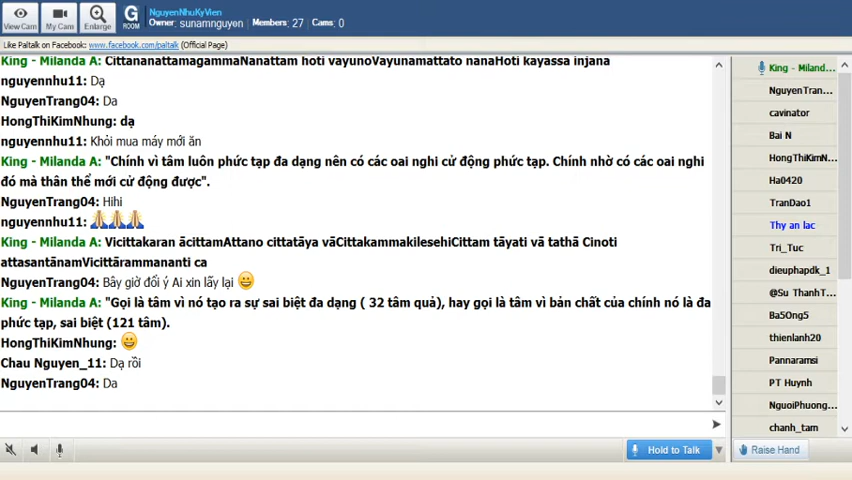 View Cam
My Cam
Enlarge
G
ROOM
NguyenNhuKyVien
Owner: sunamnguyen , Members: 27 Cams: 0
Like Paltalk on Facebook: www.facebook.com/paltalk (Official Page)
King - Milanda A: CittanānattamāgammaNanattam hoti vayunoVayunamattato nanaHoti kayassa injana
nguyennhu11: Dạ
NguyenTrang04: Da
HongThiKimNhung: dạ
nguyennhu11: Khỏi mua máy mới ăn
King - Milanda A: "Chính vì tâm luôn phức tạp đa dạng nên có các oai nghi cử động phức tạp. Chính nhờ có các oai nghi
đó mà thân thể mới cử động được".
NguyenTrang04: Hihi
nguyennhu11:
King - Milanda A: Vicittakaran ācittamAttano cittatāya vāCittakammakilesehiCittam tāyati vā tathā Cinoti
attasantānamVicittārammananti ca
NguyenTrang04: Bây giờ đổi ý Ai xin lấy lại
King - Milanda A: "Gọi là tâm vì nó tạo ra sự sai biệt đa dạng ( 32 tâm quả), hay gọi là tâm vì bản chất của chính nó là đa
phức tạp, sai biệt (121 tâm).
HongThiKimNhung:
Chau Nguyen_11: Dạ rồi
NguyenTrang04: Da
Hold to Talk
King - Miland...
NguyenTran...
cavinator
Bai N
HongThiKimN...
Ha0420
TranDao1
Thy an lac
Tri_Tuc
dieuphapdk_1
@Su ThanhT...
Ba5Ong5
thienlanh20
Pannaramsi
PT Huynh
NguoiPhuong...
chanh_tam
Raise Hand